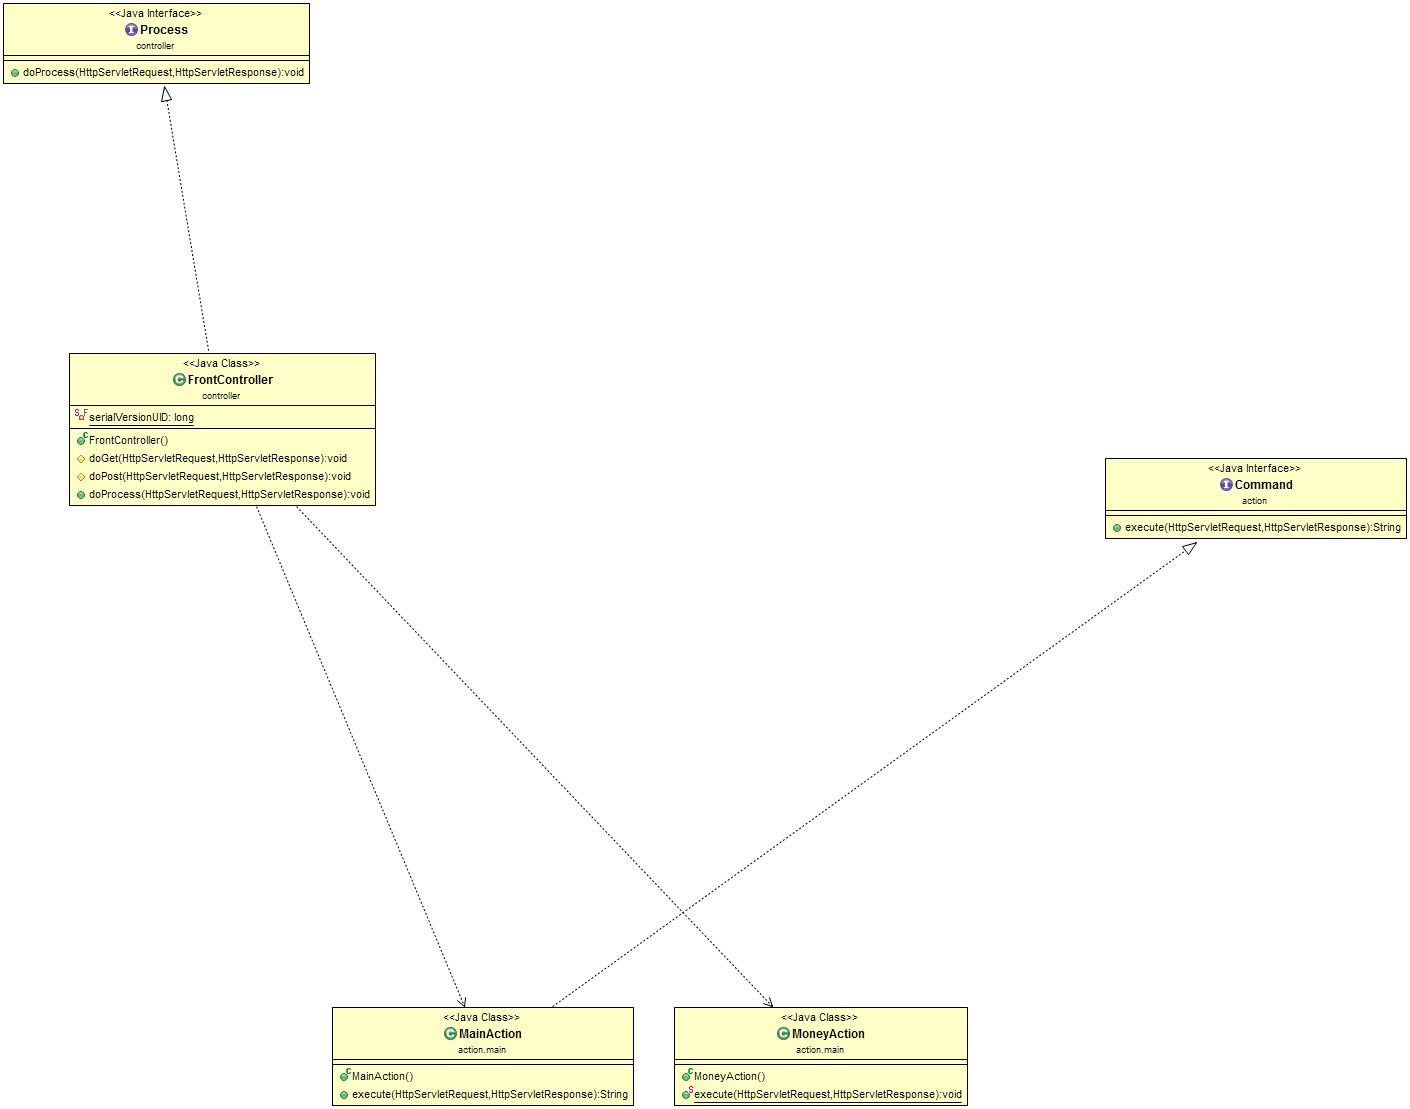 <<Java Interface>>
Process
controller
doProcess(HttpServletRequest,HttpServletResponse):void
<<Java Class>>
FrontController
controller
serialVersionUID: long
FrontController()
doGet(HttpServletRequest,HttpServletResponse):void
doPost(HttpServletRequest,HttpServletResponse):void
doProcess(HttpServletRequest,HttpServletResponse):void
<<Java Interface>>
Command
action
execute(HttpServletRequest,HttpServletResponse):String
<<Java Class>>
MainAction
action.main
MainAction()
execute(HttpServletRequest,HttpServletResponse):String
<<Java Class>>
MoneyAction
action.main
MoneyAction()
execute(HttpServletRequest,HttpServletResponse):void